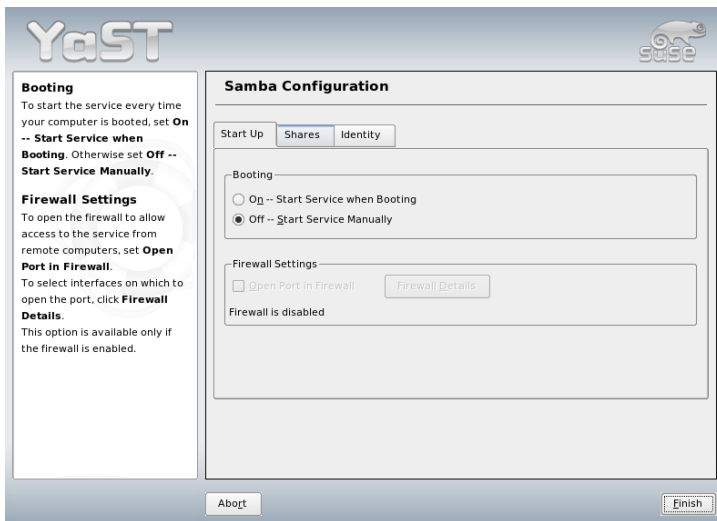 YaST
SUSE
Booting
To start the service every time
your computer is booted, set On
-- Start Service when
Booting. Otherwise set Off --
Start Service Manually.
Firewall Settings
To open the firewall to allow
access to the service from
remote computers, set Open
Port in Firewall.
To select interfaces on which to
open the port, click Firewall
Details.
This option is available only if
the firewall is enabled.
Samba Configuration
Start Up Shares Identity
Booting
On -- Start Service when Booting
Off -- Start Service Manually
Firewall Settings
Open Port in Firewall Firewall Details
Firewall is disabled
Abort Finish